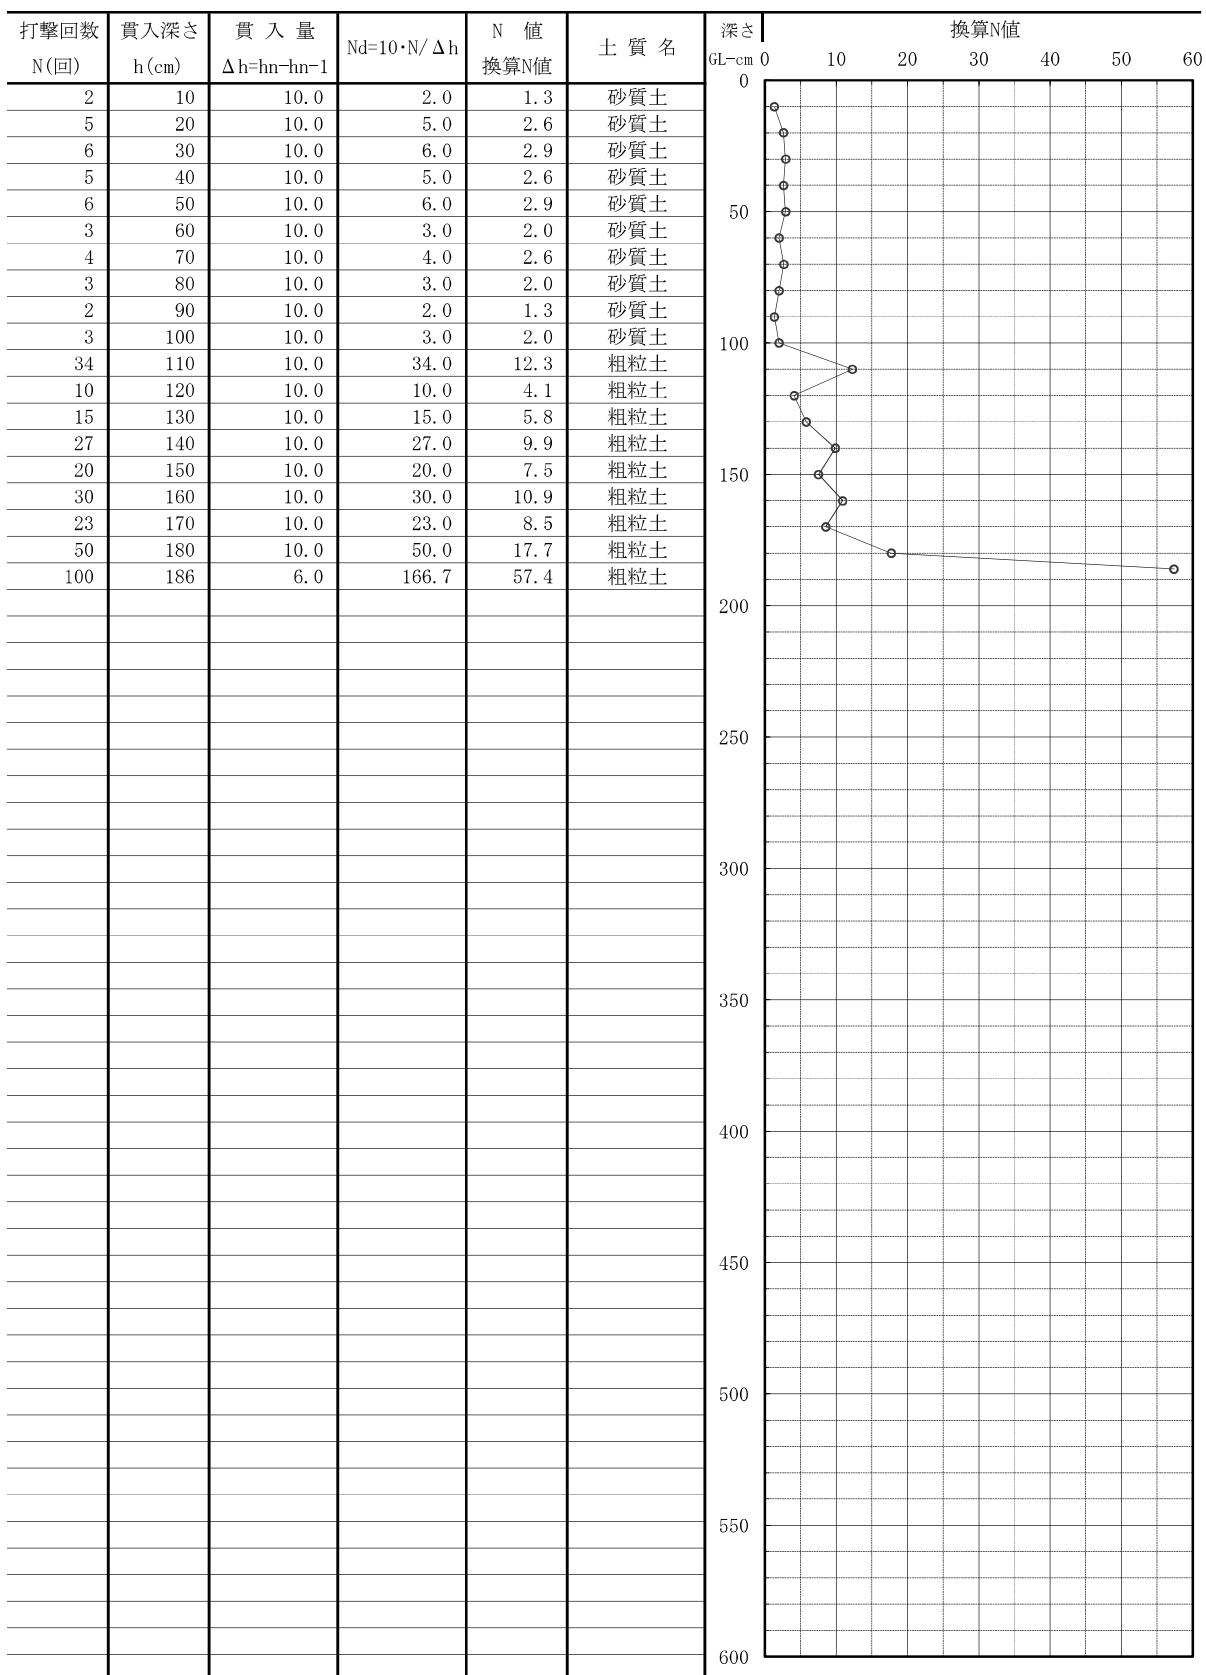 打撃回数 貫入深さ 貫 入 量 Nd=10・N/Δh N 値 土 質 名 深さ 換算N値
N(回) h(cm) Δh=hn-hn-1 換算N値 GL-cm 0 10 20 30 40 50 60
0
2 10 10.0 2.0 1.3 砂質土
5 20 10.0 5.0 2.6 砂質土
6 30 10.0 6.0 2.9 砂質土
5 40 10.0 5.0 2.6 砂質土
6 50 10.0 6.0 2.9 砂質土 50
3 60 10.0 3.0 2.0 砂質土
4 70 10.0 4.0 2.6 砂質土
3 80 10.0 3.0 2.0 砂質土
2 90 10.0 2.0 1.3 砂質土
3 100 10.0 3.0 2.0 砂質土 100
34 110 10.0 34.0 12.3 粗粒土
10 120 10.0 10.0 4.1 粗粒土
15 130 10.0 15.0 5.8 粗粒土
27 140 10.0 27.0 9.9 粗粒土
20 150 10.0 20.0 7.5 粗粒土 150
30 160 10.0 30.0 10.9 粗粒土
23 170 10.0 23.0 8.5 粗粒土
50 180 10.0 50.0 17.7 粗粒土
100 186 6.0 166.7 57.4 粗粒土
200
250
300
350
400
450
500
550
600